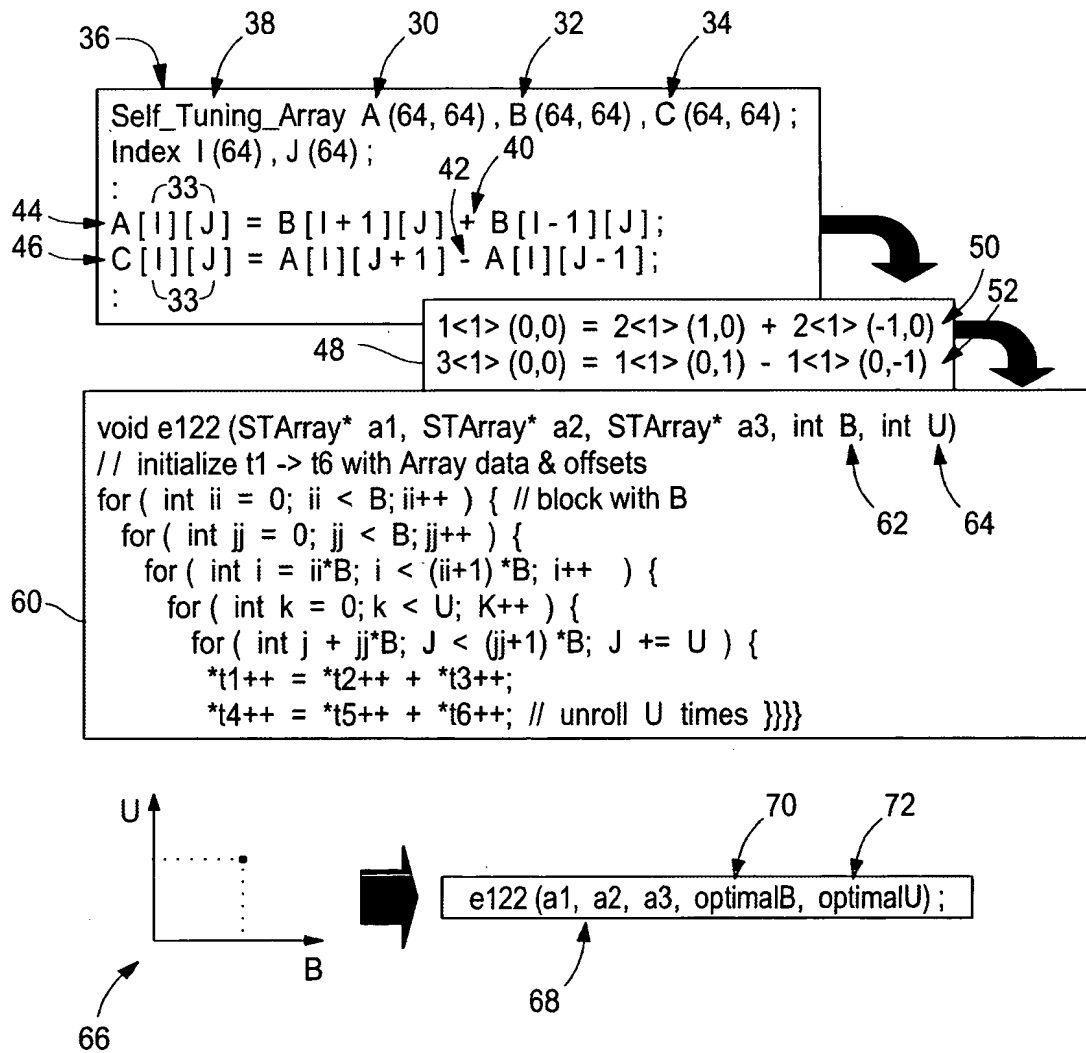 38 30 32 34
36
Self_Tuning_Array A (64, 64) , B (64, 64) , C (64, 64) ;
Index I (64) , J (64) ;
42 40
:
33
44
A [ I ] [ J ] = B [ I + 1 ] [ J ] + B [ I - 1 ] [ J ] ;
46
C [ I ] [ J ] = A [ I ] [ J + 1 ] - A [ I ] [ J - 1 ] ;
33
:
50
52
48
1<1> (0,0) = 2<1> (1,0) + 2<1> (-1,0)
3<1> (0,0) = 1<1> (0,1) - 1<1> (0,-1)
void e122 (STArray* a1, STArray* a2, STArray* a3, int B, int U)
// initialize t1 -> t6 with Array data & offsets
for ( int ii = 0; ii < B; ii++ ) { // block with B
for ( int jj = 0; jj < B; jj++ ) {
62 64
for ( int i = ii*B; i < (ii+1) *B; i++ ) {
60
for ( int k = 0; k < U; K++ ) {
for ( int j + jj*B; J < (jj+1) *B; J += U ) {
*t1++ = *t2++ + *t3++;
*t4++ = *t5++ + *t6++; // unroll U times }}}}
U
70 72
e122 (a1, a2, a3, optimalB, optimalU) ;
B
68
66